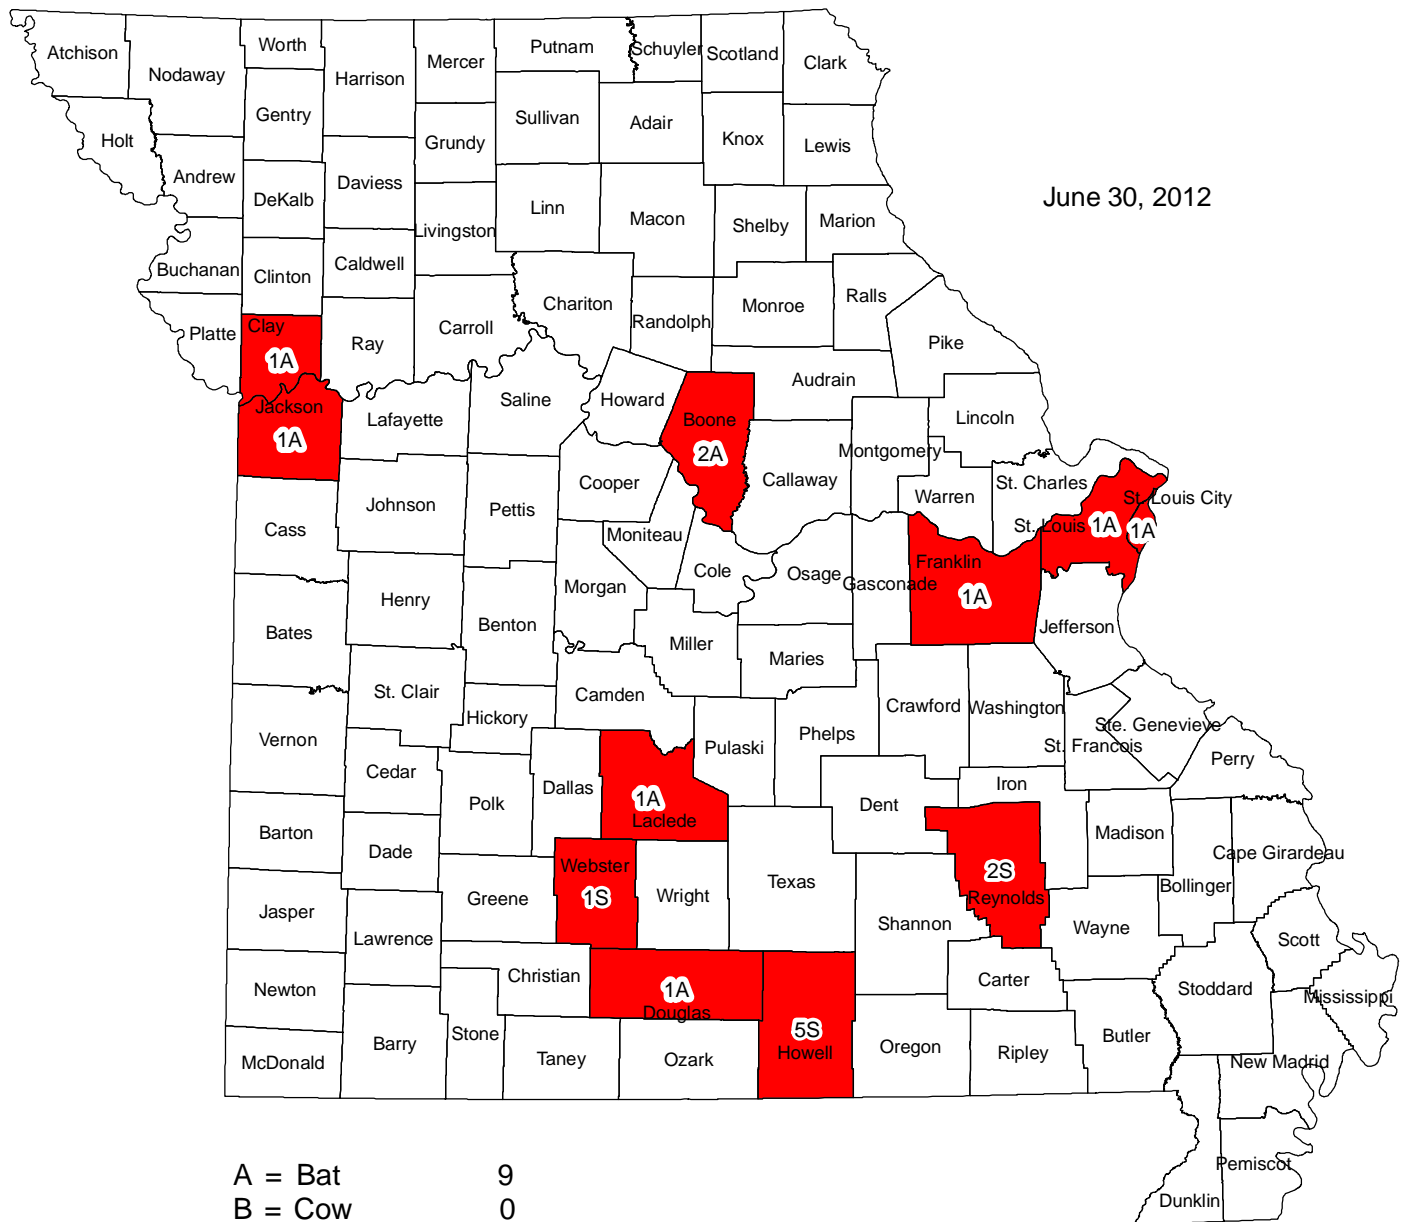 Atchison
Nodaway
Worth
Harrison
Mercer
Putnam
Schuyler
Scotland
Clark
Holt
Gentry
Grundy
Sullivan
Adair
Knox
Lewis
Andrew
DeKalb
Daviess
Livingston
Linn
Macon
Shelby
Marion
June 30, 2012
Buchanan
Clinton
Caldwell
Chariton
Randolph
Monroe
Ralls
Platte
Clay
1A
Ray
Carroll
Pike
Jackson
1A
Lafayette
Saline
Howard
Boone
2A
Audrain
Lincoln
Montgomery
Callaway
Warren
St. Charles
St. Louis City
St. Louis
1A
1A
Cass
Johnson
Pettis
Cooper
Moniteau
Cole
Osage
Gasconade
Franklin
1A
Jefferson
Bates
Henry
Benton
Morgan
Miller
Maries
St. Clair
Hickory
Camden
Pulaski
Phelps
Crawford
Washington
Ste. Genevieve
St. Francois
Perry
Vernon
Cedar
Polk
Dallas
1A
Laclede
Dent
Iron
Madison
Cape Girardeau
Bollinger
Barton
Dade
Greene
Webster
1S
Wright
Texas
Shannon
2S
Reynolds
Wayne
Scott
Jasper
Lawrence
Christian
1A
Douglas
5S
Howell
Carter
Stoddard
Mississippi
Newton
McDonald
Barry
Stone
Taney
Ozark
Oregon
Ripley
Butler
New Madrid
Pemiscot
Dunklin
A = Bat 9
B = Cow 0